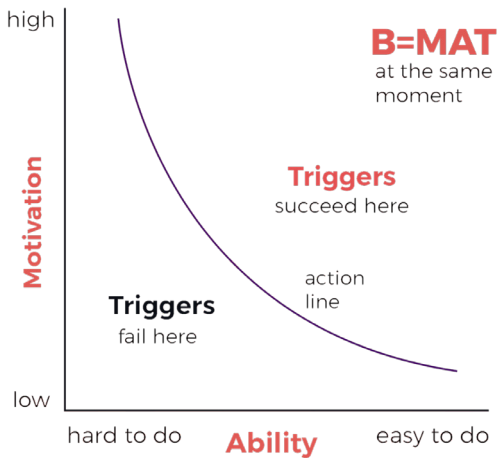 high
B=MAT
at the same
moment
Motivation
Triggers
succeed here
action
line
Triggers
fail here
low
hard to do
Ability
easy to do